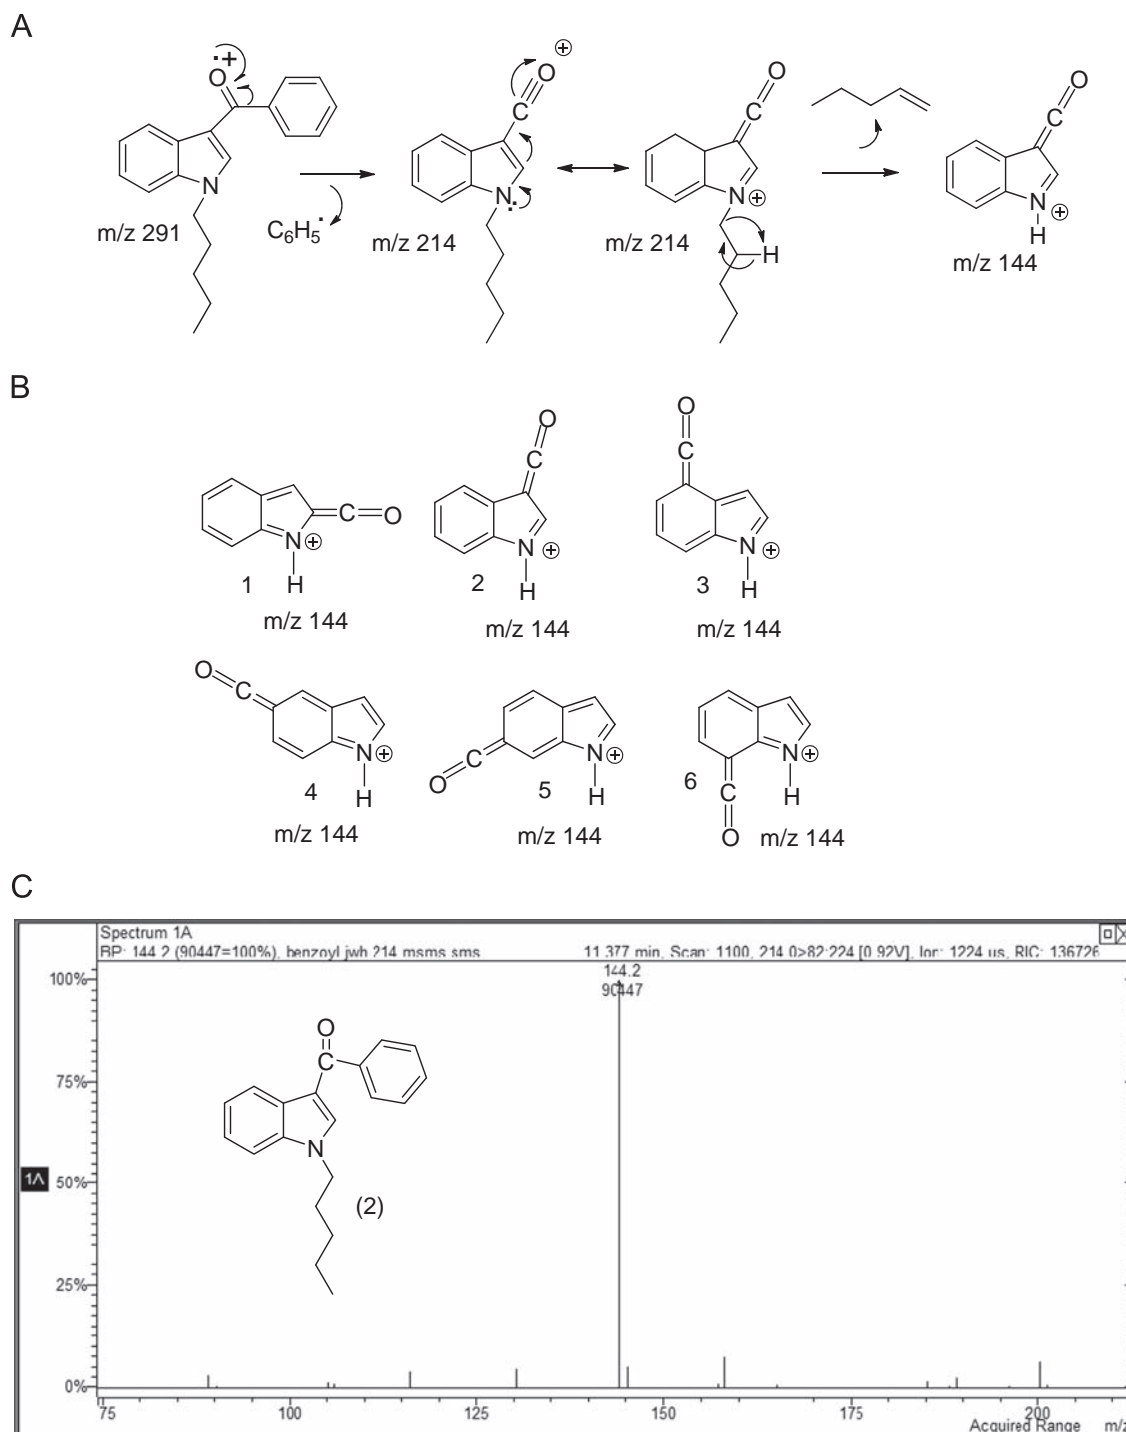 A
·+
O
N
m/z 291
C6H5·
⊕
O
C
N
m/z 214
O
C
N ⊕
H
m/z 214
O
C
N ⊕
H
m/z 144
B
C O
N ⊕
H
1
m/z 144
O
C
N ⊕
H
2
m/z 144
O
C
N ⊕
H
3
m/z 144
O
C
N ⊕
H
4
m/z 144
C
O
N ⊕
H
5
m/z 144
N ⊕
H
6
C
O
m/z 144
C
Spectrum 1A
BP: 144.2 (90447=100%), benzoyl jwh 214 msms.sms 11.377 min, Scan: 1100, 214.0>82:224 [0.92V], Ion: 1224 us, RIC: 136726
144.2
90447
100%
75%
50%
25%
0%
1A
O
C
N
(2)
75 100 125 150 175 200
Acquired Range m/z